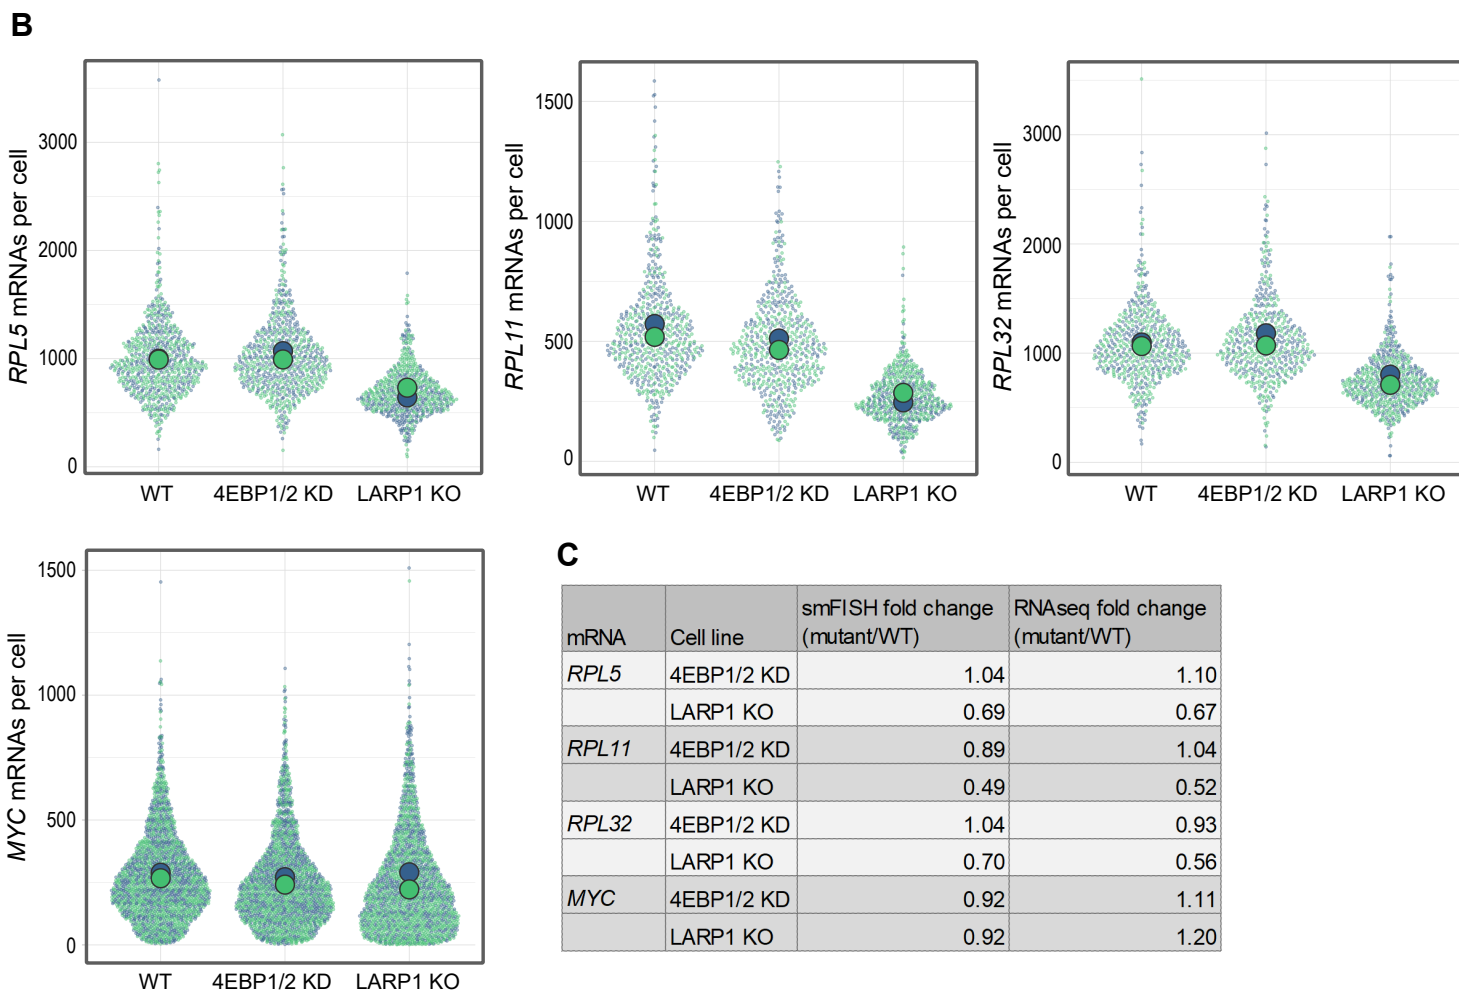 B
RPL5 mRNAs per cell
3000
2000
1000
0
WT 4EBP1/2 KD LARP1 KO
RPL11 mRNAs per cell
1500
1000
500
0
WT 4EBP1/2 KD LARP1 KO
RPL32 mRNAs per cell
3000
2000
1000
0
WT 4EBP1/2 KD LARP1 KO
MYC mRNAs per cell
1500
1000
500
0
WT 4EBP1/2 KD LARP1 KO
C
mRNA Cell line smFISH fold change (mutant/WT) RNAseq fold change (mutant/WT)
RPL5 4EBP1/2 KD 1.04 1.10
LARP1 KO 0.69 0.67
RPL11 4EBP1/2 KD 0.89 1.04
LARP1 KO 0.49 0.52
RPL32 4EBP1/2 KD 1.04 0.93
LARP1 KO 0.70 0.56
MYC 4EBP1/2 KD 0.92 1.11
LARP1 KO 0.92 1.20